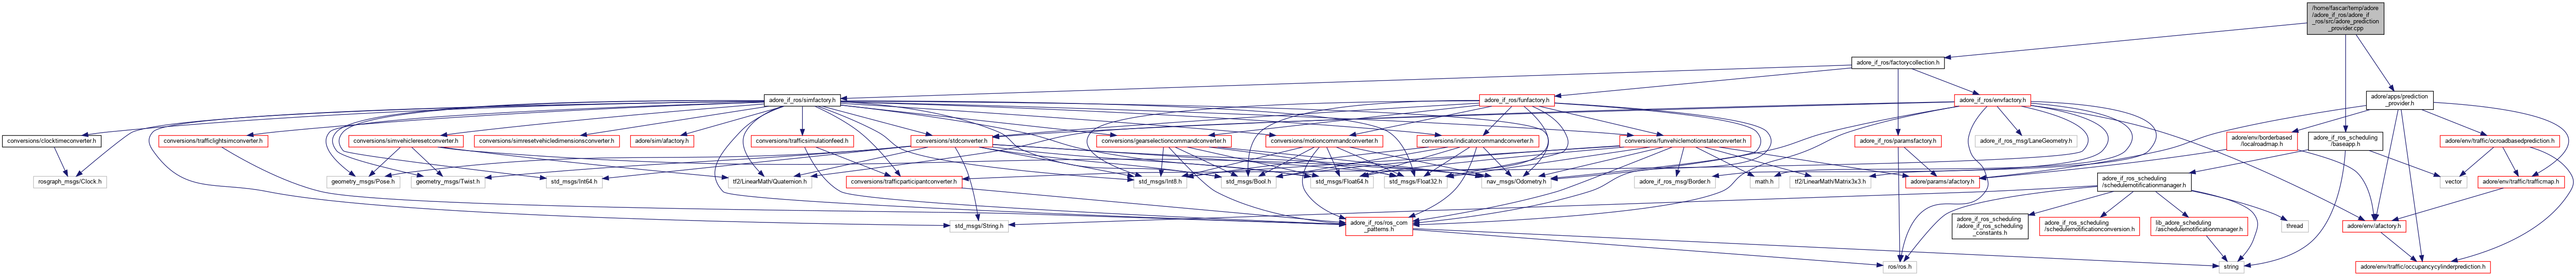 /home/fascar/temp/adore
/adore_if_ros/adore_if
_ros/src/adore_prediction
_provider.cpp
adore_if_ros/factorycollection.h
adore_if_ros/simfactory.h
adore_if_ros/funfactory.h
adore_if_ros/envfactory.h
adore/apps/prediction
_provider.h
conversions/clocktimeconverter.h
conversions/trafficlightsimconverter.h
conversions/simvehicleresetconverter.h
conversions/simresetvehicledimensionsconverter.h
adore/sim/afactory.h
conversions/trafficsimulationfeed.h
conversions/stdconverter.h
conversions/gearselectioncommandconverter.h
conversions/motioncommandconverter.h
conversions/indicatorcommandconverter.h
conversions/funvehiclemotionstateconverter.h
adore_if_ros/paramsfactory.h
adore_if_ros_msg/LaneGeometry.h
adore/env/borderbased
/localroadmap.h
adore_if_ros_scheduling
/baseapp.h
adore/env/traffic/ocroadbasedprediction.h
rosgraph_msgs/Clock.h
geometry_msgs/Pose.h
geometry_msgs/Twist.h
std_msgs/Int64.h
tf2/LinearMath/Quaternion.h
conversions/trafficparticipantconverter.h
std_msgs/Int8.h
std_msgs/Bool.h
std_msgs/Float64.h
std_msgs/Float32.h
nav_msgs/Odometry.h
adore_if_ros_msg/Border.h
math.h
tf2/LinearMath/Matrix3x3.h
adore/params/afactory.h
adore_if_ros_scheduling
/schedulenotificationmanager.h
vector
adore/env/traffic/trafficmap.h
std_msgs/String.h
adore_if_ros/ros_com
_patterns.h
adore_if_ros_scheduling
/adore_if_ros_scheduling
_constants.h
adore_if_ros_scheduling
/schedulenotificationconversion.h
lib_adore_scheduling
/aschedulenotificationmanager.h
thread
adore/env/afactory.h
ros/ros.h
string
adore/env/traffic/occupancycylinderprediction.h